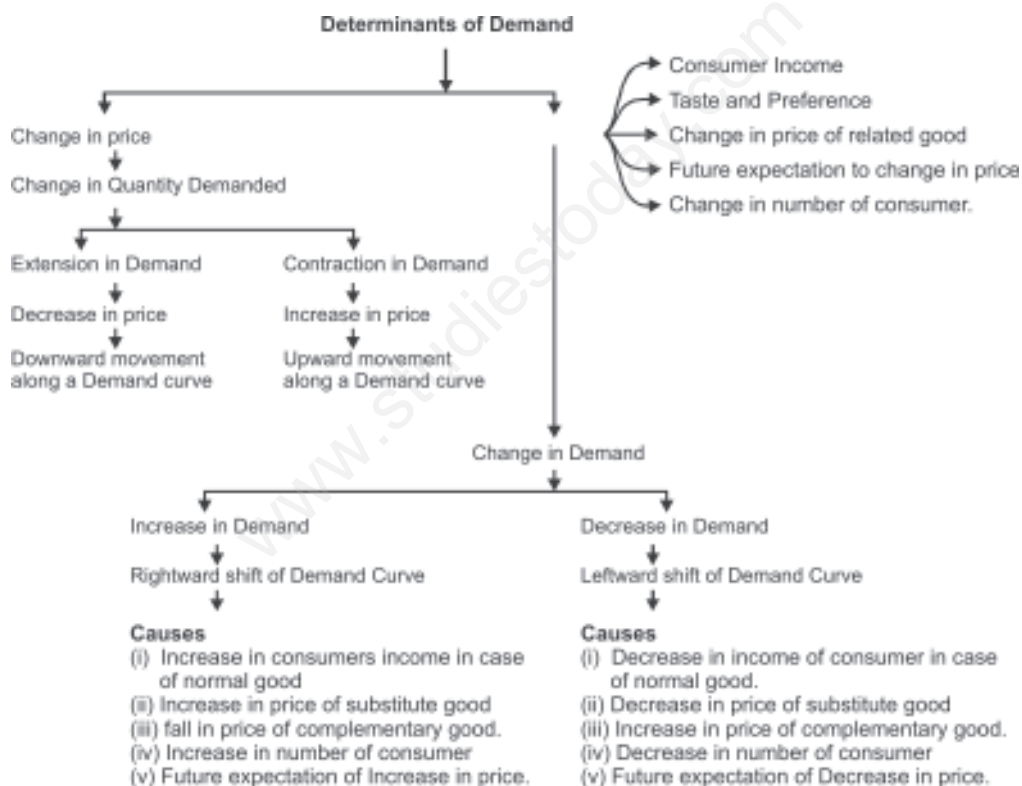 Determinants of Demand
Consumer Income
Taste and Preference
Change in price of related good
Future expectation to change in price
Change in number of consumer.
Change in price
Change in Quantity Demanded
Extension in Demand
Decrease in price
Downward movement
along a Demand curve
Contraction in Demand
Increase in price
Upward movement
along a Demand curve
Change in Demand
Increase in Demand
Rightward shift of Demand Curve
Causes
(i) Increase in consumers income in case
of normal good
(ii) Increase in price of substitute good
(iii) fall in price of complementary good.
(iv) Increase in number of consumer
(v) Future expectation of Increase in price.
Decrease in Demand
Leftward shift of Demand Curve
Causes
(i) Decrease in income of consumer in case
of normal good.
(ii) Decrease in price of substitute good
(iii) Increase in price of complementary good.
(iv) Decrease in number of consumer
(v) Future expectation of Decrease in price.
www.studiestoday.com